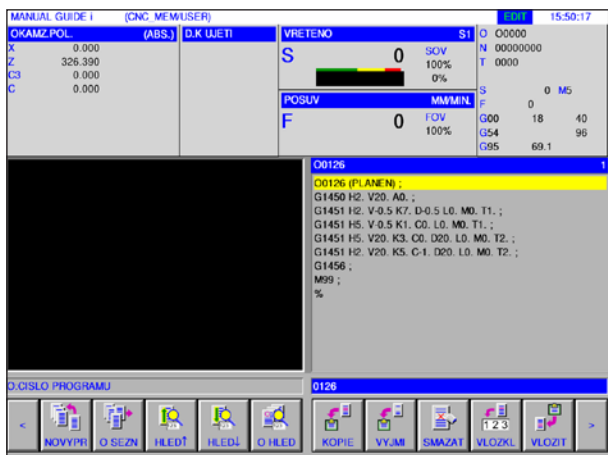 MANUAL GUIDE i (CNC_MEM/USER) EDIT 15:50:17
OKAMZ.POL. (ABS.) D.K UJETI VRETENO S1 O O0000
X 0.000 S 0 SOV N 00000000
Z 326.390 100% T 0000
C3 0.000 0%
C 0.000 S 0 M5
POSUV MM/MIN. F 0
F 0 FOV G00 18 40
100% G54 96
G95 69.1
O0126 1
O0126 (PLANEN) ;
G1450 H2. V20. A0. ;
G1451 H2. V-0.5 K7. D-0.5 L0. M0. T1. ;
G1451 H5. V-0.5 K1. C0. L0. M0. T1. ;
G1451 H5. V20. K3. C0. D20. L0. M0. T2. ;
G1451 H2. V20. K5. C-1. D20. L0. M0. T2. ;
G1456 ;
M99 ;
%
O:CISLO PROGRAMU 0126
< NOVYPR O SEZN HLED↑ HLED↓ O HLED KOPIE VYJMI SMAZAT VLOZKL VLOZIT >